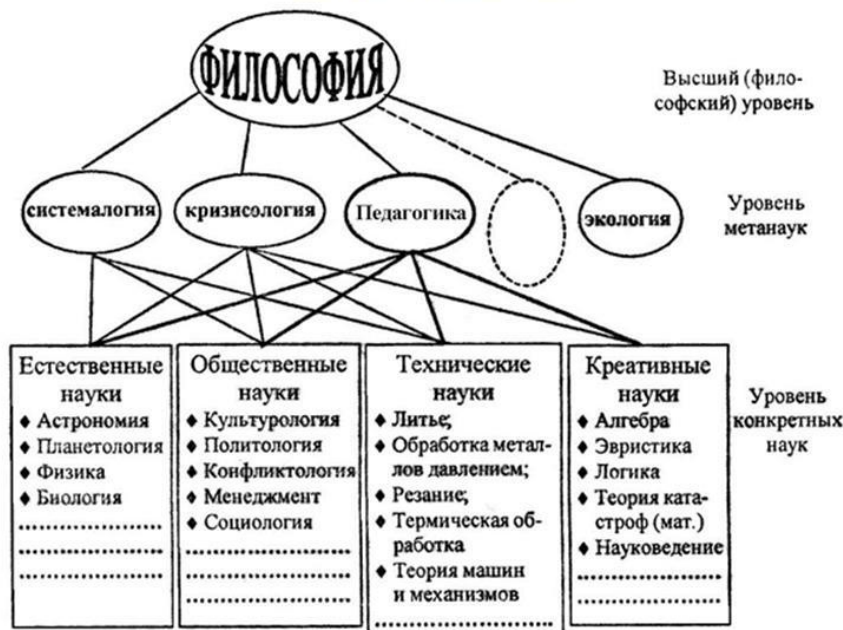 ФИЛОСОФИЯ
Высший (фило-
софский) уровень
системалогия
кризисология
Педагогика
экология
Уровень
метанаук
Естественные
науки
♦ Астрономия
♦ Планетология
♦ Физика
♦ Биология
Общественные
науки
♦ Культурология
♦ Политология
♦ Конфликтология
♦ Менеджмент
♦ Социология
Технические
науки
♦ Литье;
♦ Обработка метал-
лов давлением;
♦ Резание;
♦ Термическая об-
работка
♦ Теория машин
и механизмов
Креативные
науки
♦ Алгебра
♦ Эвристика
♦ Логика
♦ Теория ката-
строф (мат.)
♦ Науковедение
Уровень
конкретных
наук